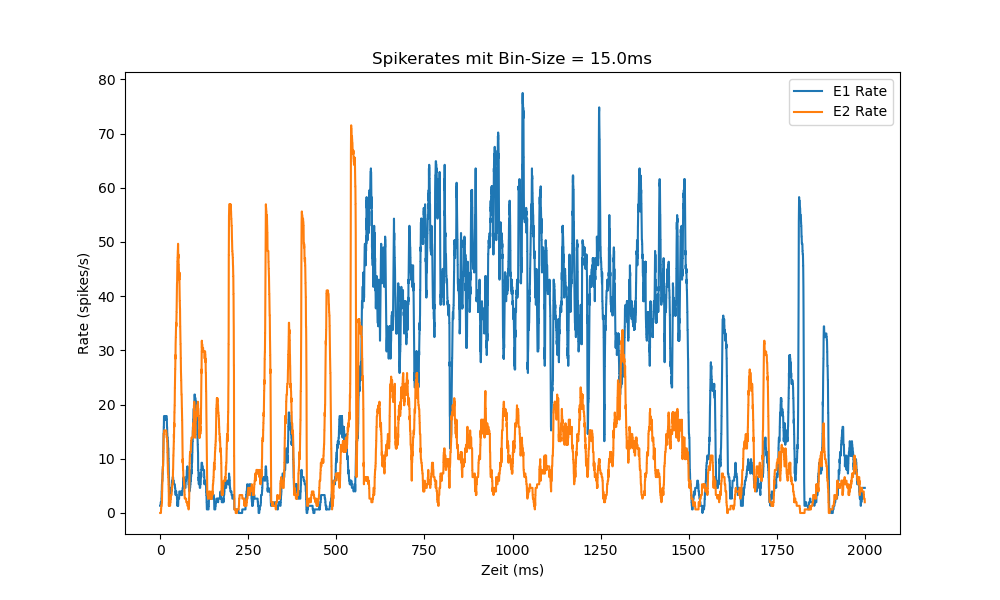 Spikerates mit Bin-Size = 15.0ms
E1 Rate
E2 Rate
80
70
60
50
40
30
20
10
0
Rate (spikes/s)
0 250 500 750 1000 1250 1500 1750 2000
Zeit (ms)